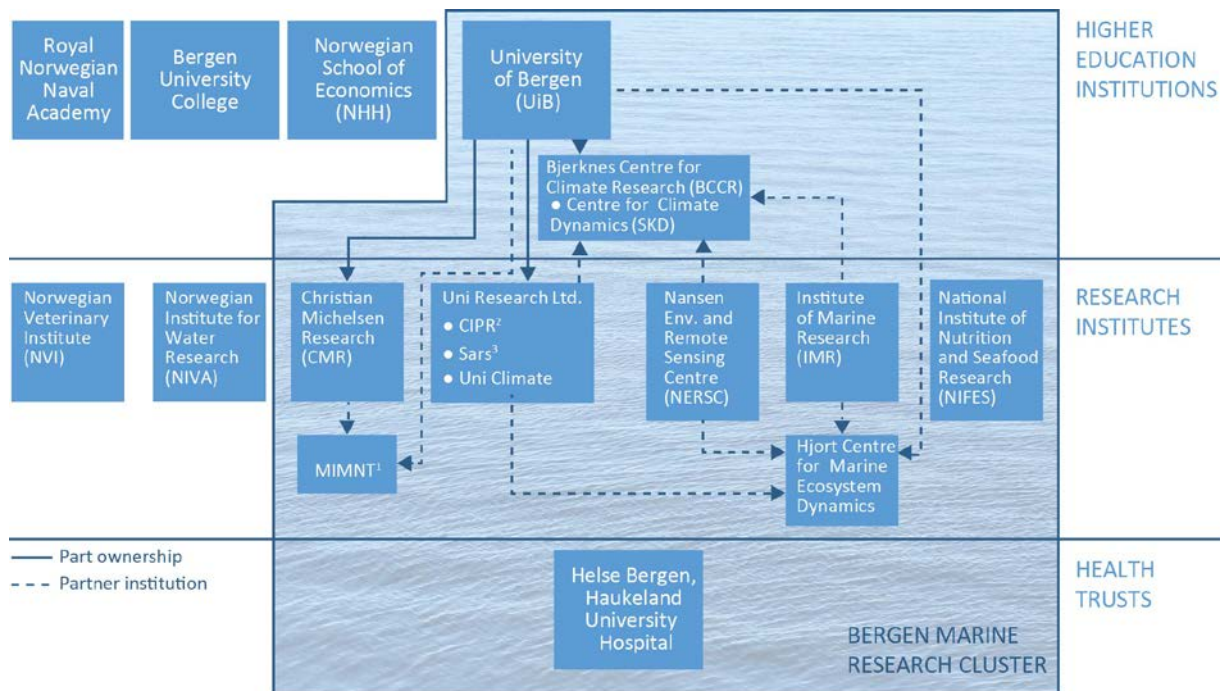 Royal
Norwegian
Naval
Academy
Bergen
University
College
Norwegian
School of
Economics
(NHH)
University
of Bergen
(UiB)
HIGHER
EDUCATION
INSTITUTIONS
Bjerknes Centre for
Climate Research (BCCR)
● Centre for Climate
Dynamics (SKD)
Norwegian
Veterinary
Institute
(NVI)
Norwegian
Institute for
Water
Research
(NIVA)
Christian
Michelsen
Research
(CMR)
Uni Research Ltd.
● CIPR²
● Sars³
● Uni Climate
Nansen
Env. and
Remote
Sensing
Centre
(NERSC)
Institute
of Marine
Research
(IMR)
National
Institute of
Nutrition
and Seafood
Research
(NIFES)
RESEARCH
INSTITUTES
MIMNT¹
Hjort Centre
for Marine
Ecosystem
Dynamics
Part ownership
Partner institution
Helse Bergen,
Haukeland
University
Hospital
HEALTH
TRUSTS
BERGEN MARINE
RESEARCH CLUSTER